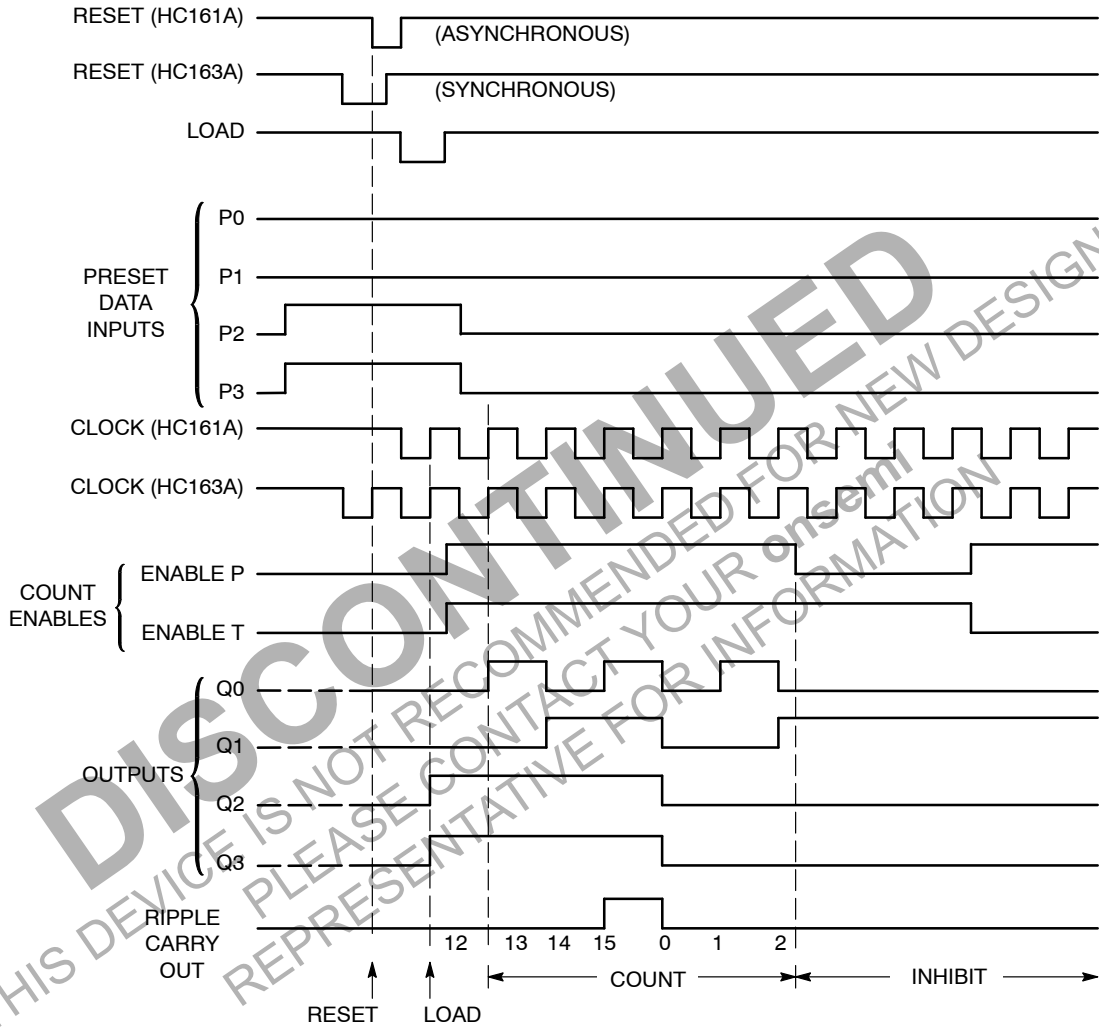 RESET (HC161A)
(ASYNCHRONOUS)
RESET (HC163A)
(SYNCHRONOUS)
LOAD
P0
P1
PRESET
DATA
INPUTS
P2
P3
CLOCK (HC161A)
CLOCK (HC163A)
COUNT
ENABLES
ENABLE P
ENABLE T
Q0
Q1
OUTPUTS
Q2
Q3
RIPPLE
CARRY
OUT
12 13 14 15 0 1 2
COUNT
INHIBIT
RESET LOAD
DISCONTINUED
HIS DEVICE IS NOT RECOMMENDED FOR NEW DESIGN
PLEASE CONTACT YOUR onsemi
REPRESENTATIVE FOR INFORMATION